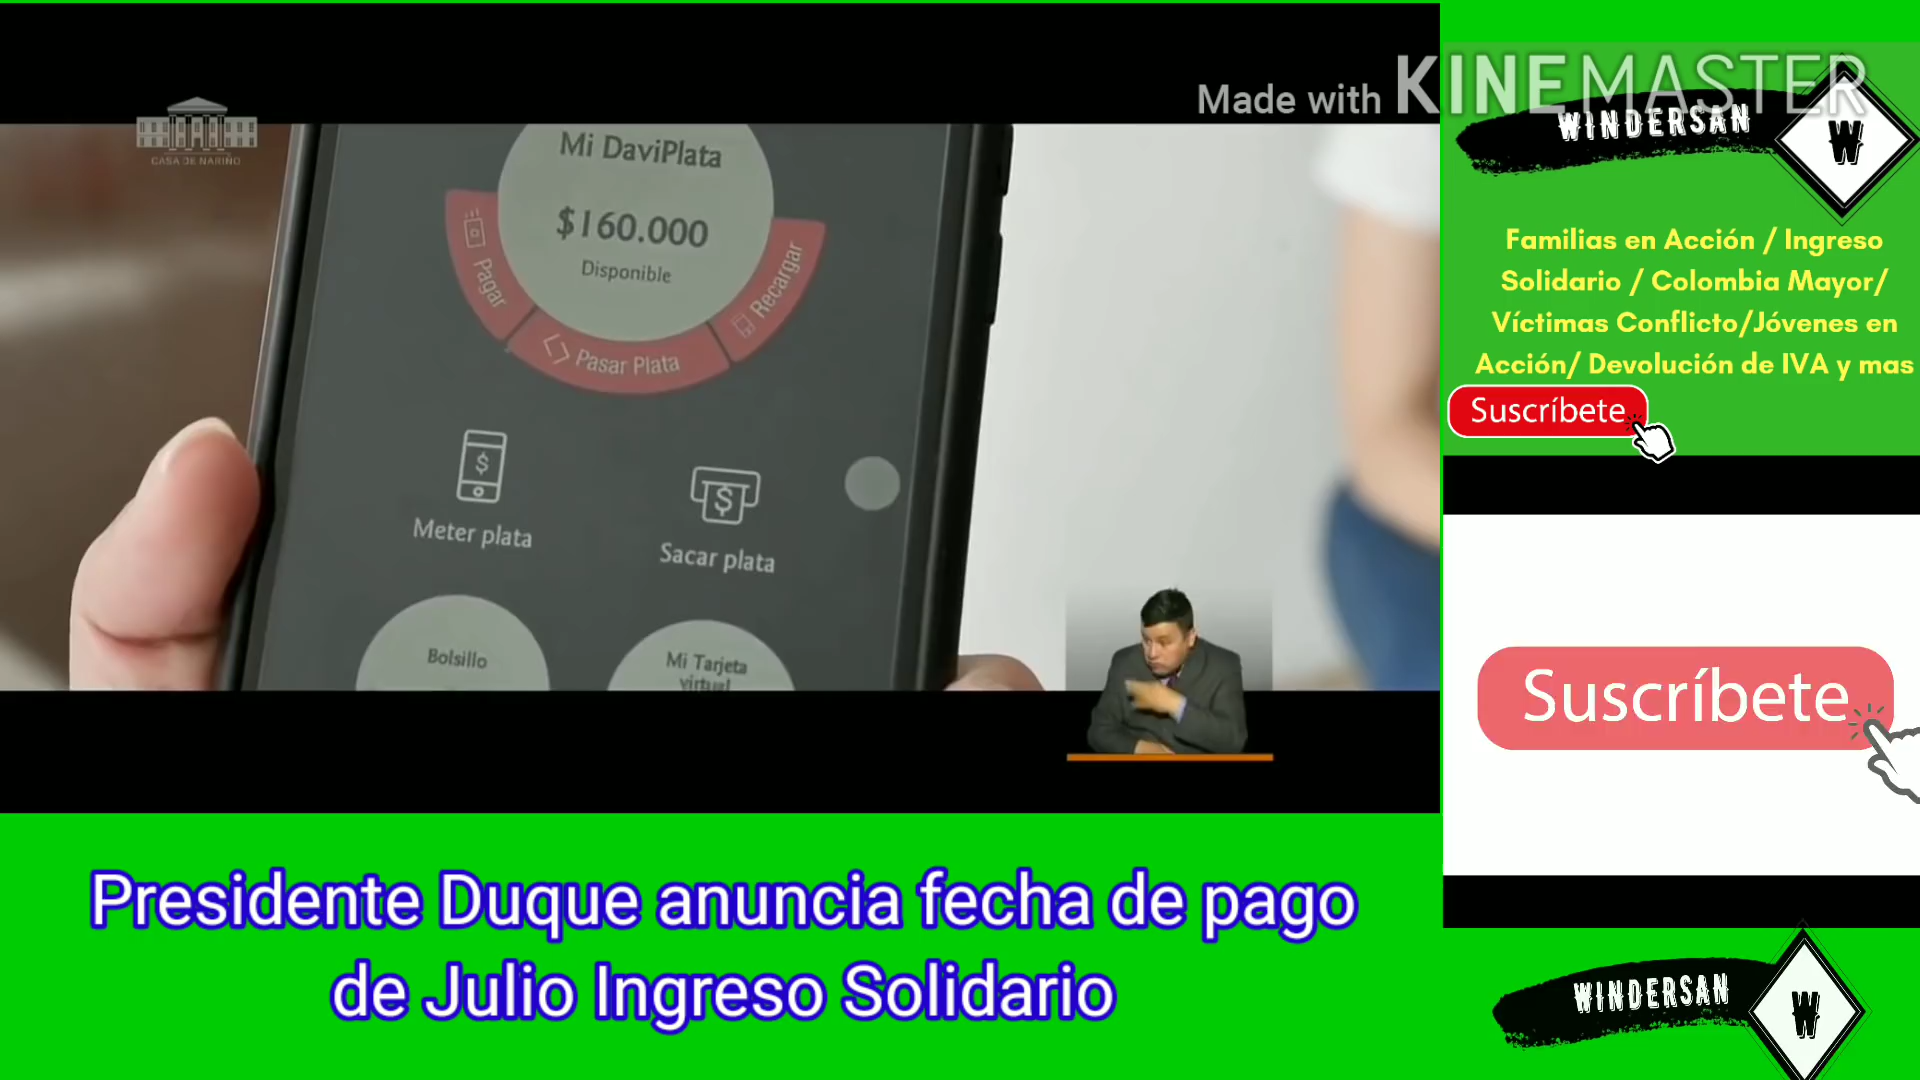 Made with KINEMASTER
CASA DE NARIÑO
Mi DaviPlata
$160.000
Disponible
Pagar
Pasar Plata
Recargar
Meter plata
Sacar plata
Bolsillo
Mi Tarjeta
virtual
WINDERSAN
W
Familias en Acción / Ingreso
Solidario / Colombia Mayor/
Víctimas Conflicto/Jóvenes en
Acción/ Devolución de IVA y mas
Suscríbete
Suscríbete
Presidente Duque anuncia fecha de pago
de Julio Ingreso Solidario
WINDERSAN
W